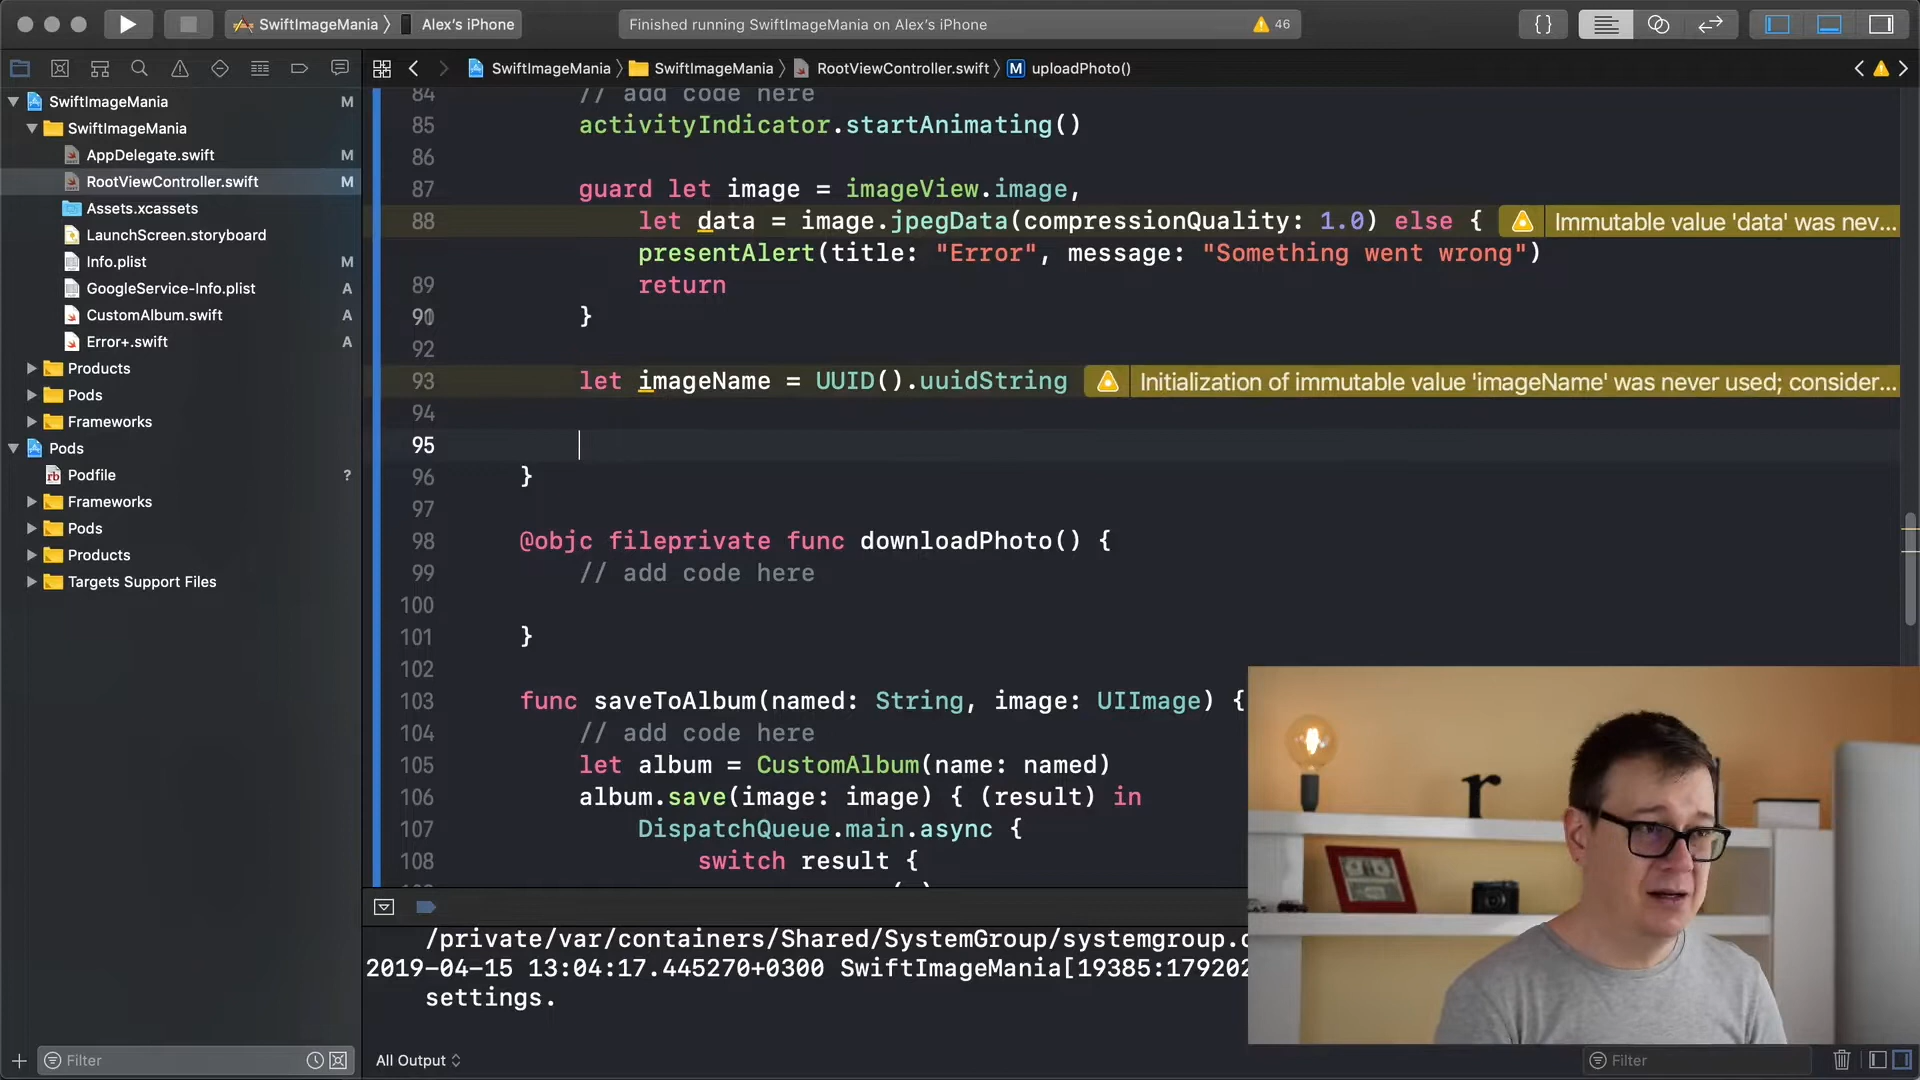 SwiftImageMania
Alex's iPhone
Finished running SwiftImageMania on Alex's iPhone
46
SwiftImageMania
SwiftImageMania
RootViewController.swift
M
uploadPhoto()
SwiftImageMania
M
SwiftImageMania
AppDelegate.swift
M
RootViewController.swift
M
Assets.xcassets
LaunchScreen.storyboard
Info.plist
M
GoogleService-Info.plist
A
CustomAlbum.swift
A
Error+.swift
A
Products
Pods
Frameworks
Pods
rb
Podfile
?
Frameworks
Pods
Products
Targets Support Files
84 // add code here
85 activityIndicator.startAnimating()
86
87 guard let image = imageView.image,
88 let data = image.jpegData(compressionQuality: 1.0) else { Immutable value 'data' was nev...
presentAlert(title: "Error", message: "Something went wrong")
89 return
}
92
93 let imageName = UUID().uuidString Initialization of immutable value 'imageName' was never used; consider...
94
95
96 }
97
98 @objc fileprivate func downloadPhoto() {
99 // add code here
100
101 }
102
103 func saveToAlbum(named: String, image: UIImage) {
104 // add code here
105 let album = CustomAlbum(name: named)
106 album.save(image: image) { (result) in
107 DispatchQueue.main.async {
108 switch result {
r
/private/var/containers/Shared/SystemGroup/systemgroup.
2019-04-15 13:04:17.445270+0300 SwiftImageMania[19385:179202
settings.
Filter
All Output
Filter